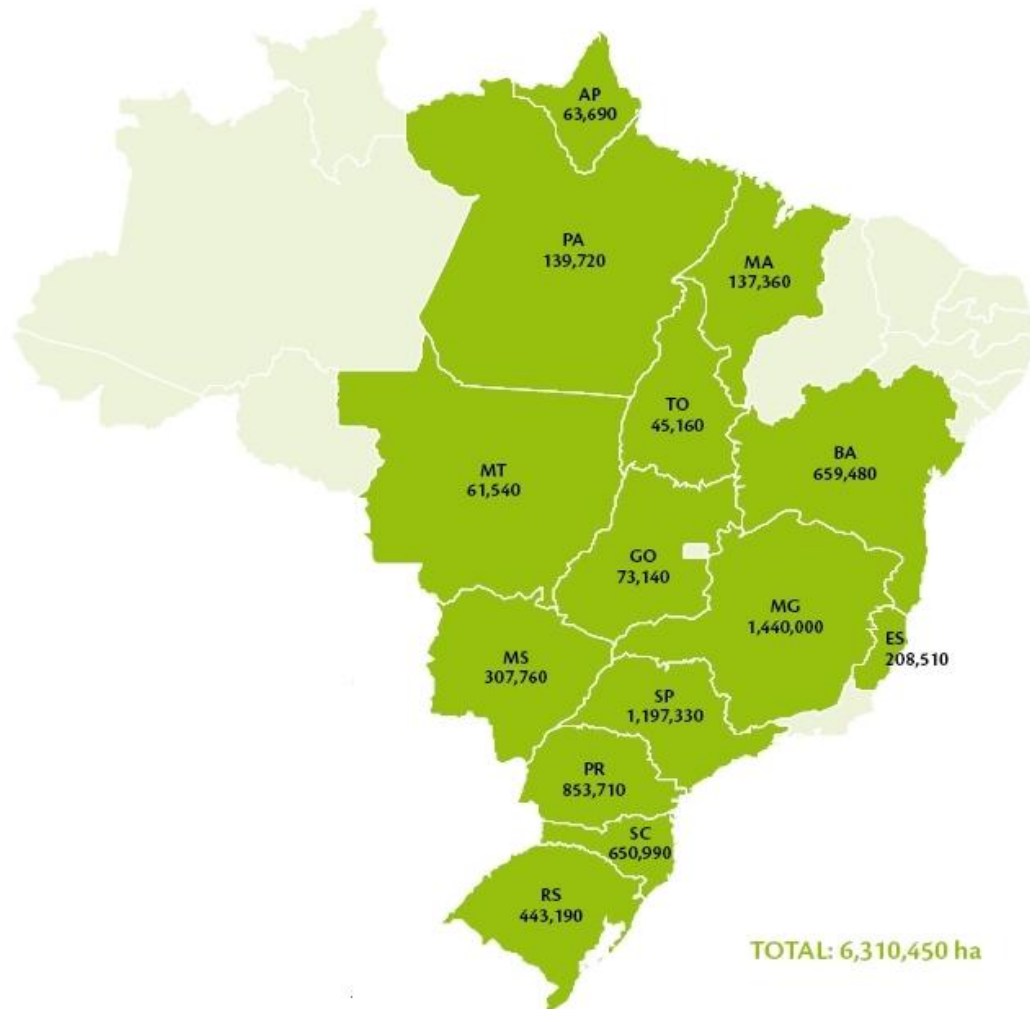 AP
63,690
PA
139,720
MA
137,360
TO
45,160
BA
659,480
MT
61,540
GO
73,140
MG
1,440,000
ES
208,510
MS
307,760
SP
1,197,330
PR
853,710
SC
650,990
RS
443,190
TOTAL: 6,310,450 ha